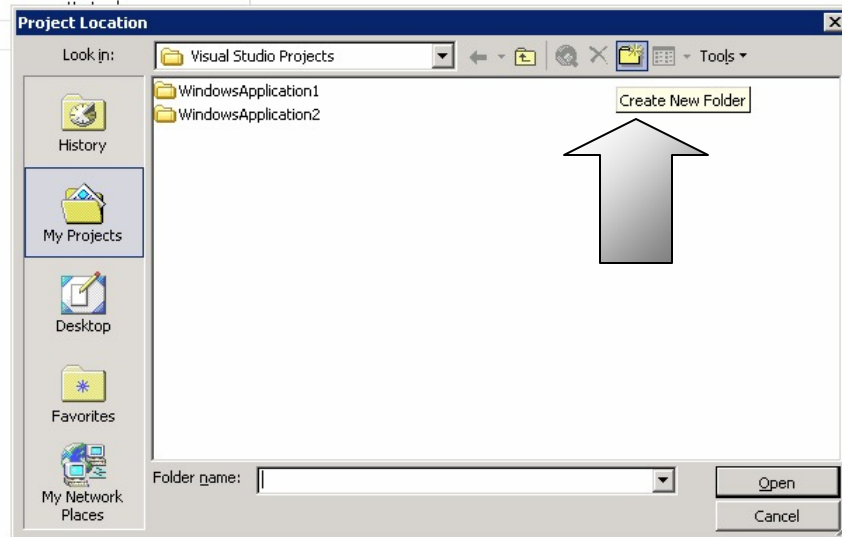 Project Location
Look in:
Visual Studio Projects
Tools
WindowsApplication1
WindowsApplication2
Create New Folder
History
My Projects
Desktop
Favorites
My Network
Places
Folder name:
Open
Cancel